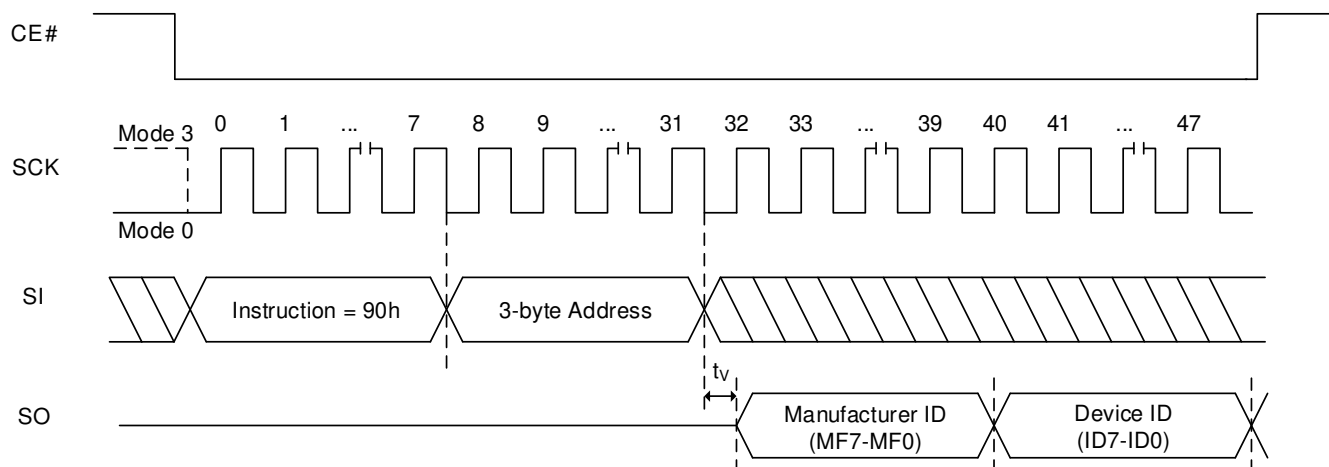 CE#
0 1 ... 7 8 9 ... 31 32 33 ... 39 40 41 ... 47
Mode 3
SCK
Mode 0
SI
Instruction = 90h
3-byte Address
tV
SO
Manufacturer ID
(MF7-MF0)
Device ID
(ID7-ID0)